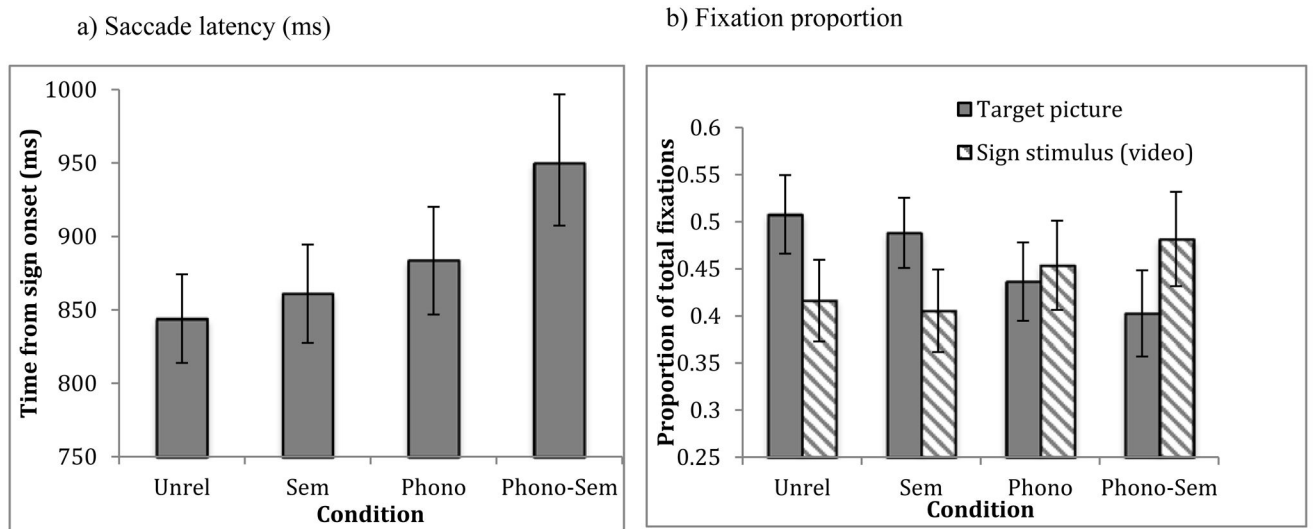 a) Saccade latency (ms)
1000
950
900
850
800
750
Time from sign onset (ms)
Unrel Sem Phono Phono-Sem
Condition
b) Fixation proportion
Target picture
Sign stimulus (video)
0.6
0.55
0.5
0.45
0.4
0.35
0.3
0.25
Proportion of total fixations
Unrel Sem Phono Phono-Sem
Condition